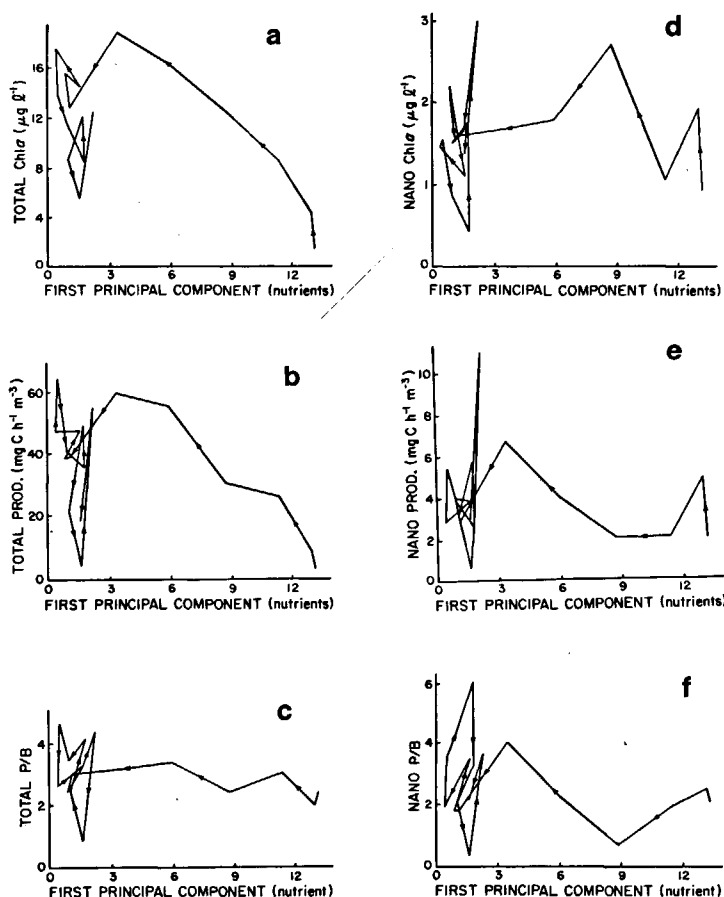 a
TOTAL Chla (µg l⁻¹)
16
12
8
4
0
0 3 6 9 12
FIRST PRINCIPAL COMPONENT (nutrients)
d
NANO Chla (µg l⁻¹)
3
2
1
0
0 3 6 9 12
FIRST PRINCIPAL COMPONENT (nutrients)
b
TOTAL PROD. (mg C h⁻¹ m⁻³)
60
40
20
0
0 3 6 9 12
FIRST PRINCIPAL COMPONENT (nutrients)
e
NANO PROD. (mg C h⁻¹ m⁻³)
10
8
6
4
2
0
0 3 6 9 12
FIRST PRINCIPAL COMPONENT (nutrients)
c
TOTAL P/B
4
2
0
0 3 6 9 12
FIRST PRINCIPAL COMPONENT (nutrient)
f
NANO P/B
6
4
2
0
0 3 6 9 12
FIRST PRINCIPAL COMPONENT (nutrient)